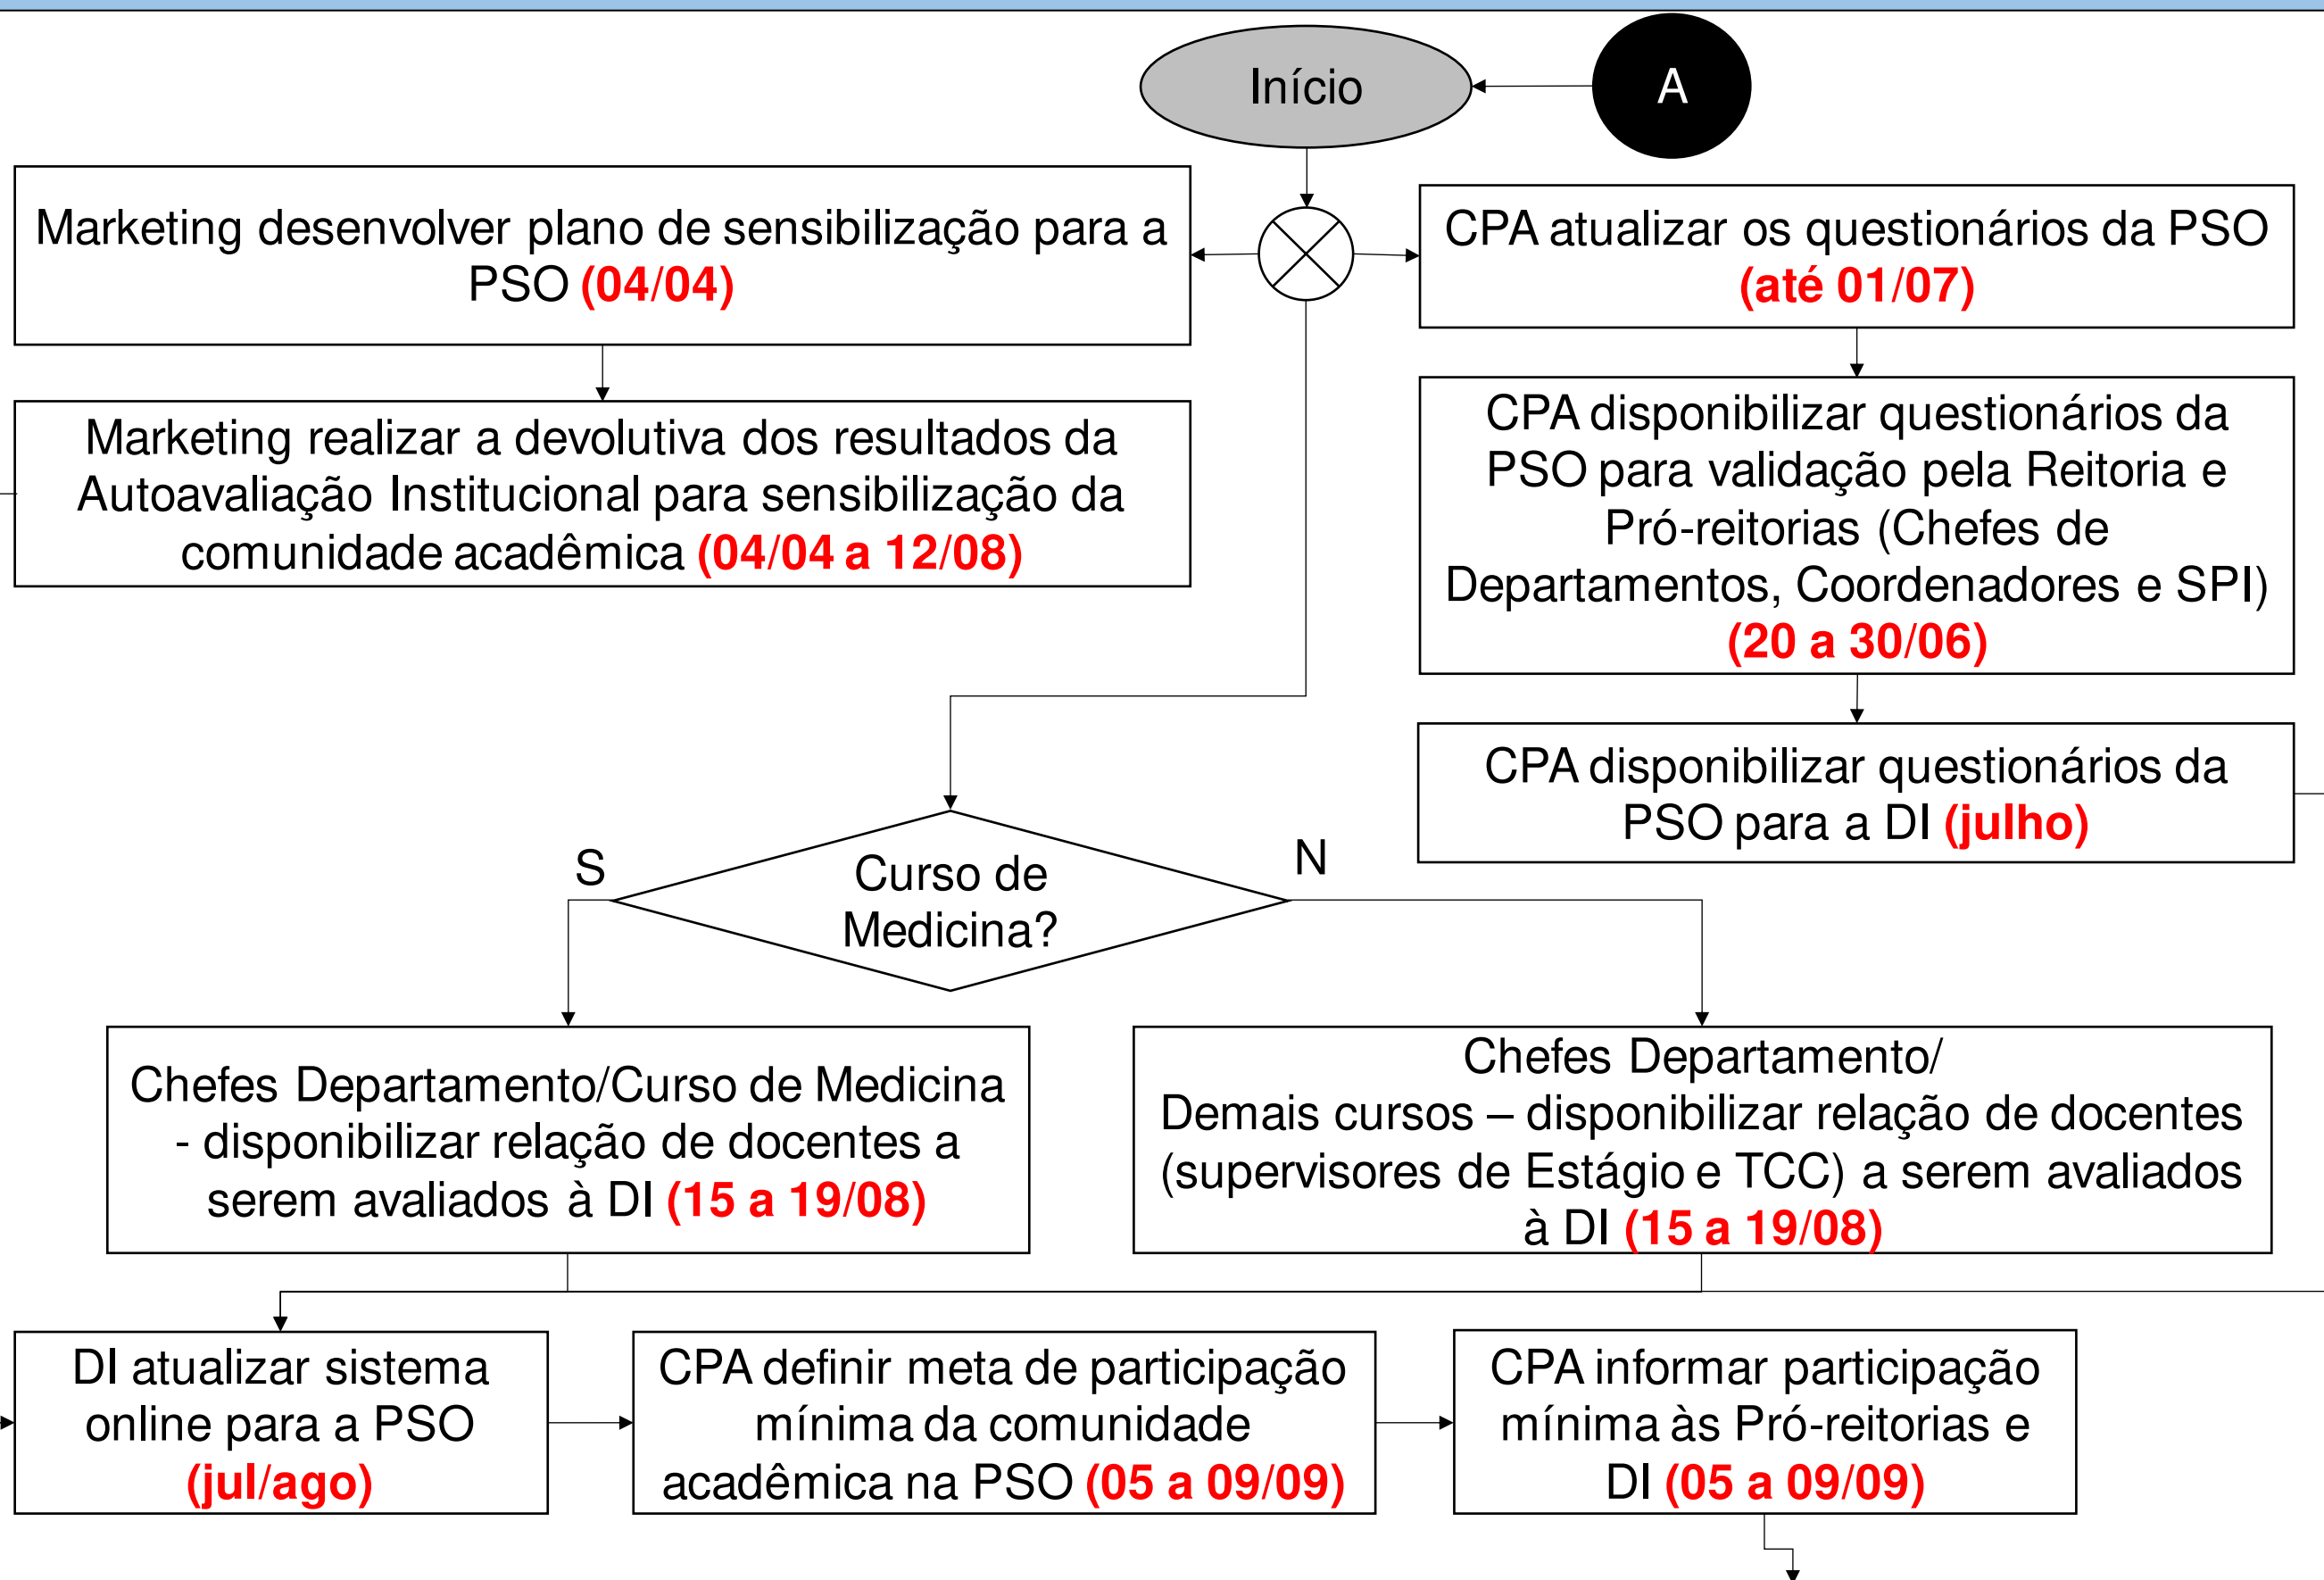 Início
A
Marketing desenvolver plano de sensibilização para a
PSO (04/04)
CPA atualizar os questionários da PSO
(até 01/07)
Marketing realizar a devolutiva dos resultados da
Autoavaliação Institucional para sensibilização da
comunidade acadêmica (04/04 a 12/08)
CPA disponibilizar questionários da
PSO para validação pela Reitoria e
Pró-reitorias (Chefes de
Departamentos, Coordenadores e SPI)
(20 a 30/06)
CPA disponibilizar questionários da
PSO para a DI (julho)
S
Curso de
Medicina?
N
Chefes Departamento/Curso de Medicina
- disponibilizar relação de docentes a
serem avaliados à DI (15 a 19/08)
Chefes Departamento/
Demais cursos – disponibilizar relação de docentes
(supervisores de Estágio e TCC) a serem avaliados
à DI (15 a 19/08)
DI atualizar sistema
online para a PSO
(jul/ago)
CPA definir meta de participação
mínima da comunidade
acadêmica na PSO (05 a 09/09)
CPA informar participação
mínima às Pró-reitorias e
DI (05 a 09/09)